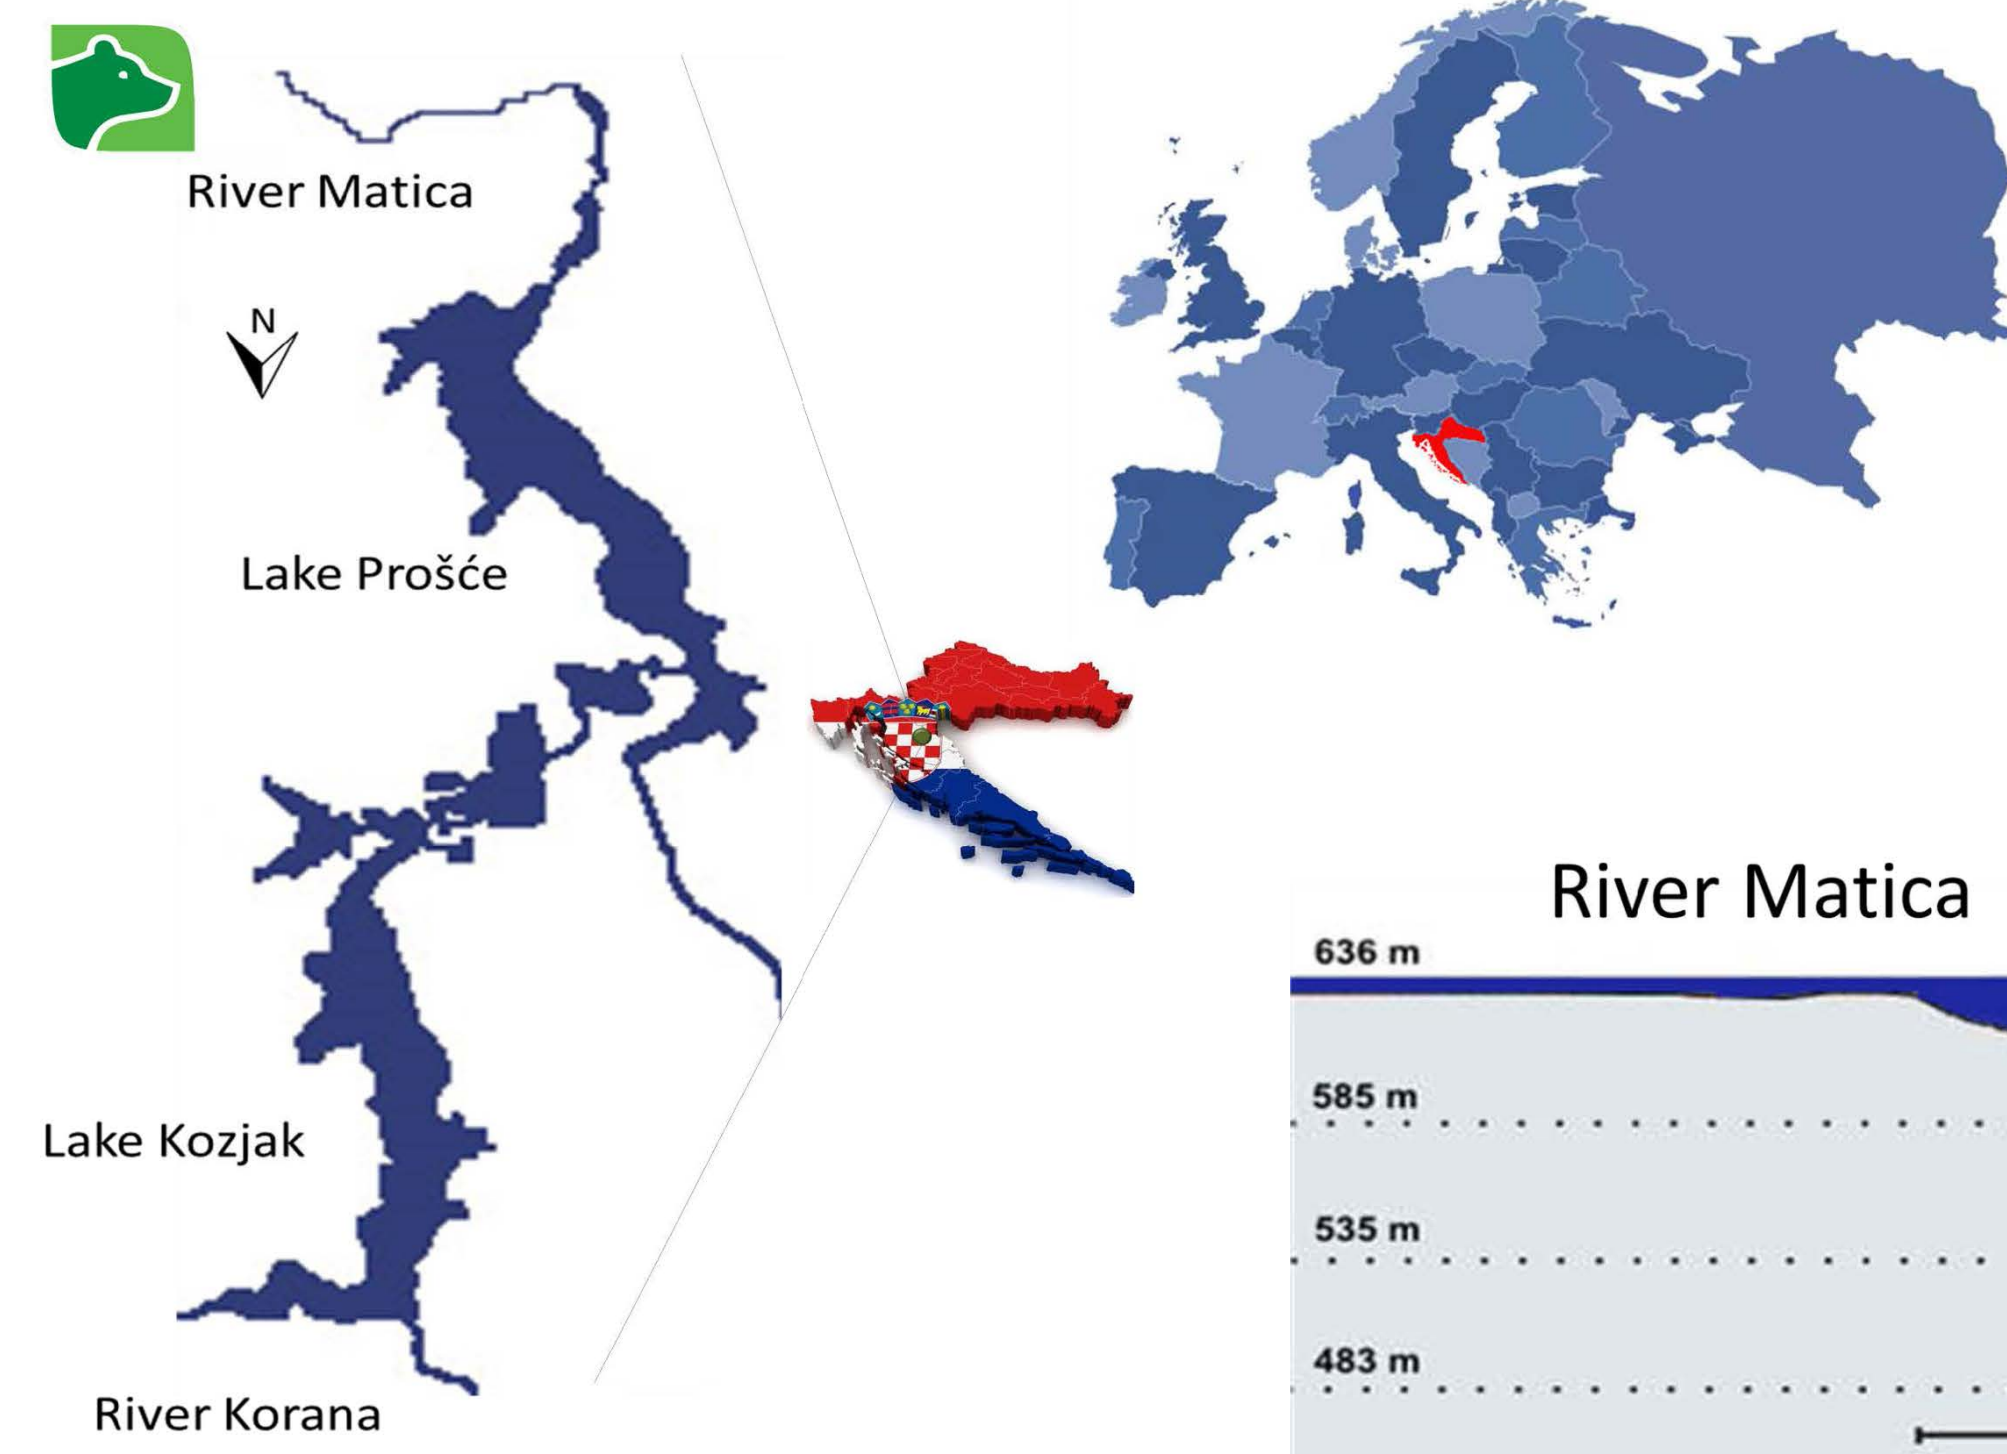 River Matica
N
Lake Prošće
Lake Kozjak
River Korana
River Matica
636 m
585 m
535 m
483 m